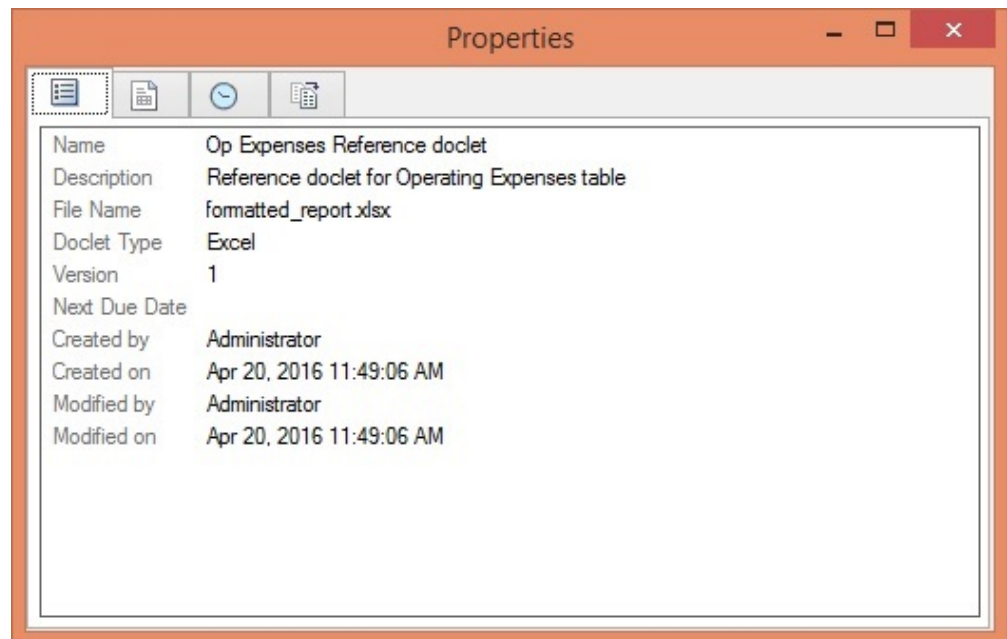 Properties
Name Op Expenses Reference doclet
Description Reference doclet for Operating Expenses table
File Name formatted_report.xlsx
Doclet Type Excel
Version 1
Next Due Date
Created by Administrator
Created on Apr 20, 2016 11:49:06 AM
Modified by Administrator
Modified on Apr 20, 2016 11:49:06 AM